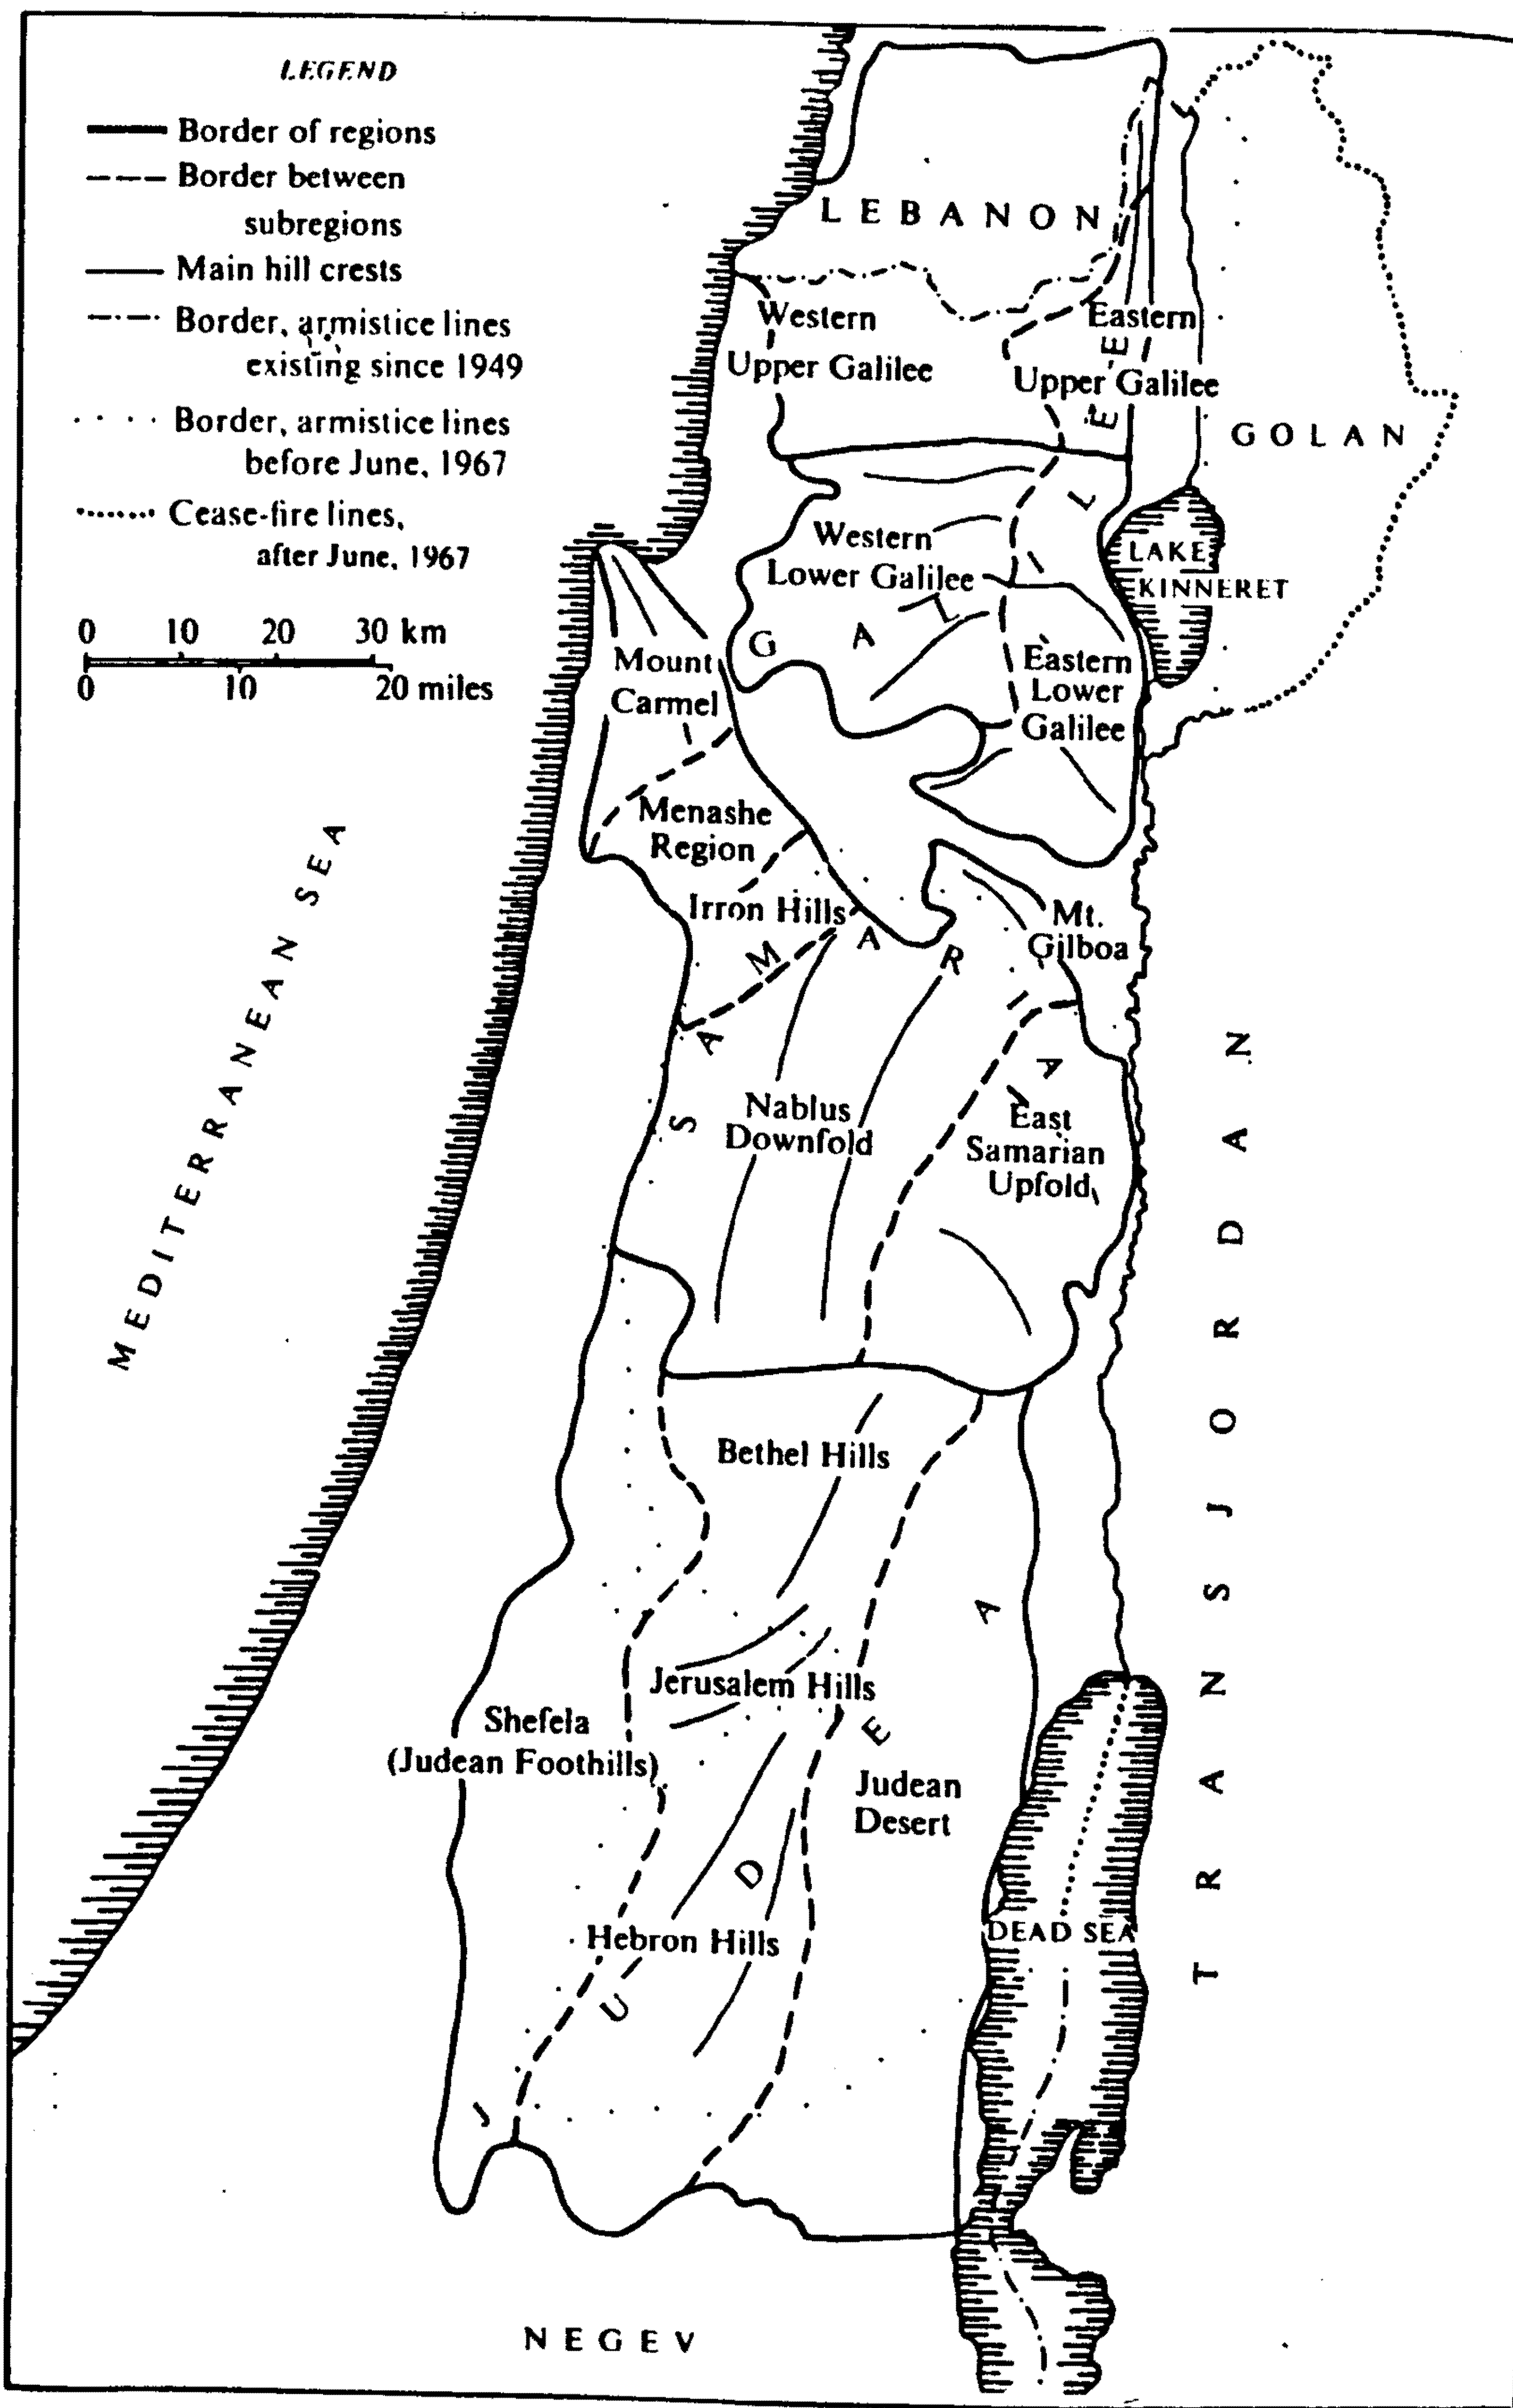 LEGEND
Border of regions
Border between
subregions
Main hill crests
Border, armistice lines
existing since 1949
Border, armistice lines
before June, 1967
Cease-fire lines,
after June, 1967
0 10 20 30 km
0 10 20 miles
LEBANON
Western
Upper Galilee
Eastern
Upper Galilee
GOLAN
GALILEE
Western
Lower Galilee
LAKE
KINNERET
Eastern
Lower
Galilee
Mount
Carmel
Menashe
Region
Irron Hills
Mt.
Gilboa
SAMARIA
MEDITERRANEAN SEA
Nablus
Downfold
East
Samarian
Upfold
TRANSJORDAN
Bethel Hills
Jerusalem Hills
Shefela
(Judean Foothills)
JUDEA
Judean
Desert
Hebron Hills
DEAD SEA
NEGEV